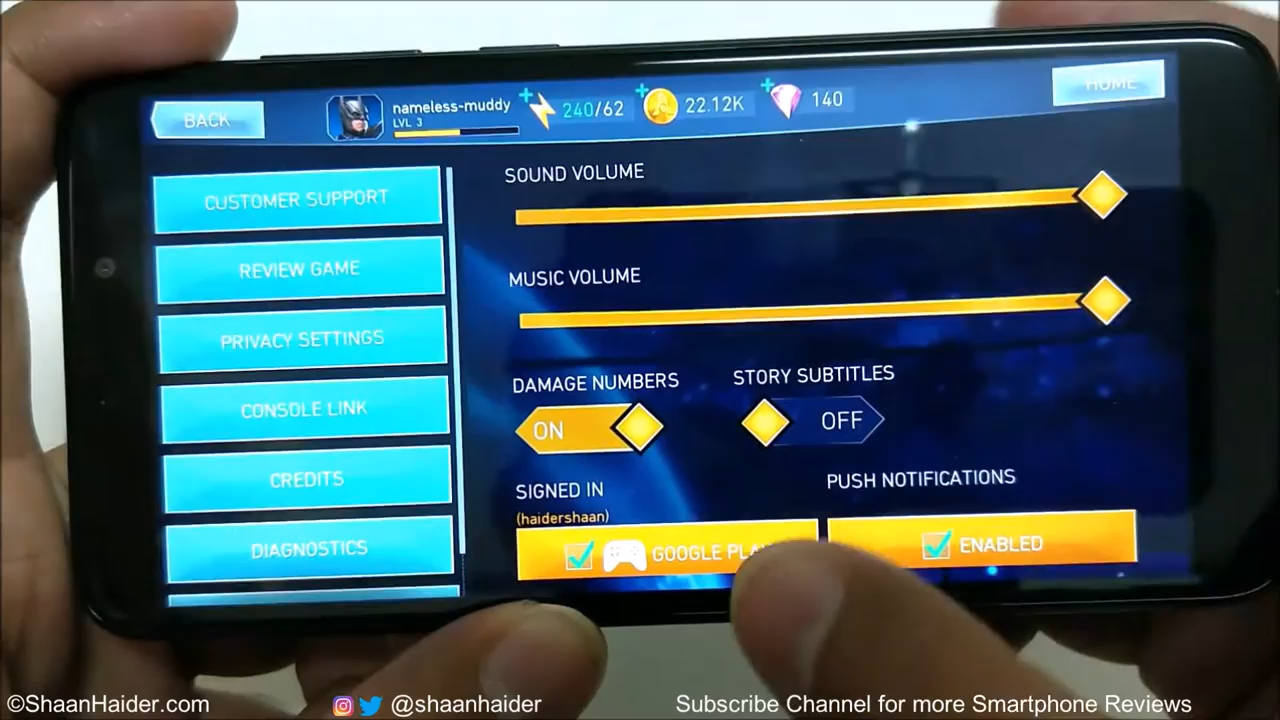 BACK
nameless-muddy
LVL 3
240/62
22.12K
140
HOME
CUSTOMER SUPPORT
REVIEW GAME
PRIVACY SETTINGS
CONSOLE LINK
CREDITS
DIAGNOSTICS
SOUND VOLUME
MUSIC VOLUME
DAMAGE NUMBERS
ON
STORY SUBTITLES
OFF
SIGNED IN
(haidershaan)
GOOGLE PLA
PUSH NOTIFICATIONS
ENABLED
©ShaanHaider.com
@shaanhaider
Subscribe Channel for more Smartphone Reviews